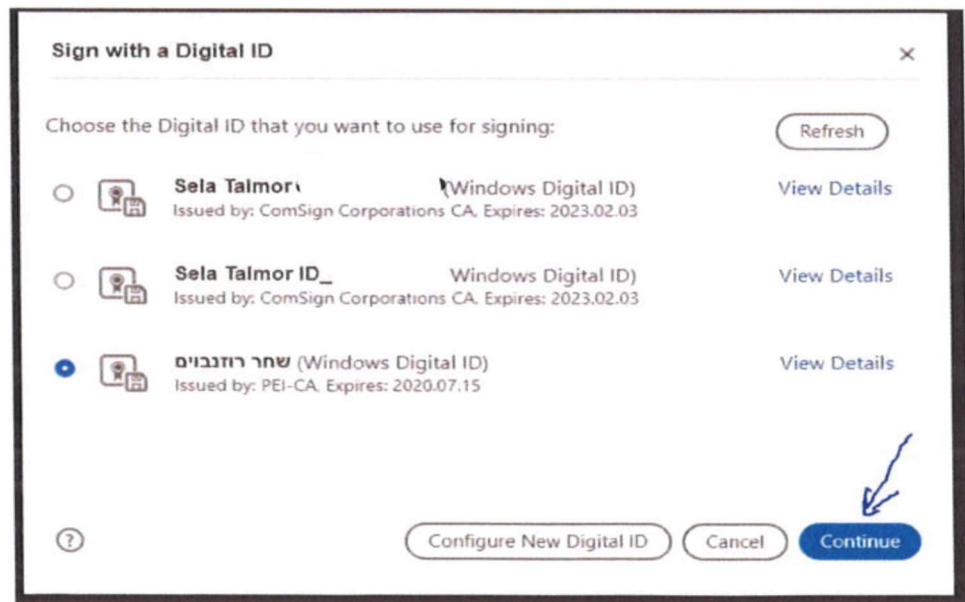 Sign with a Digital ID
Choose the Digital ID that you want to use for signing:
Refresh
Sela Talmor (Windows Digital ID)
View Details
Issued by: ComSign Corporations CA, Expires: 2023.02.03
Sela Talmor ID_ Windows Digital ID)
View Details
Issued by: ComSign Corporations CA, Expires: 2023.02.03
שחר רוזנבוים (Windows Digital ID)
View Details
Issued by: PEI-CA, Expires: 2020.07.15
Configure New Digital ID
Cancel
Continue